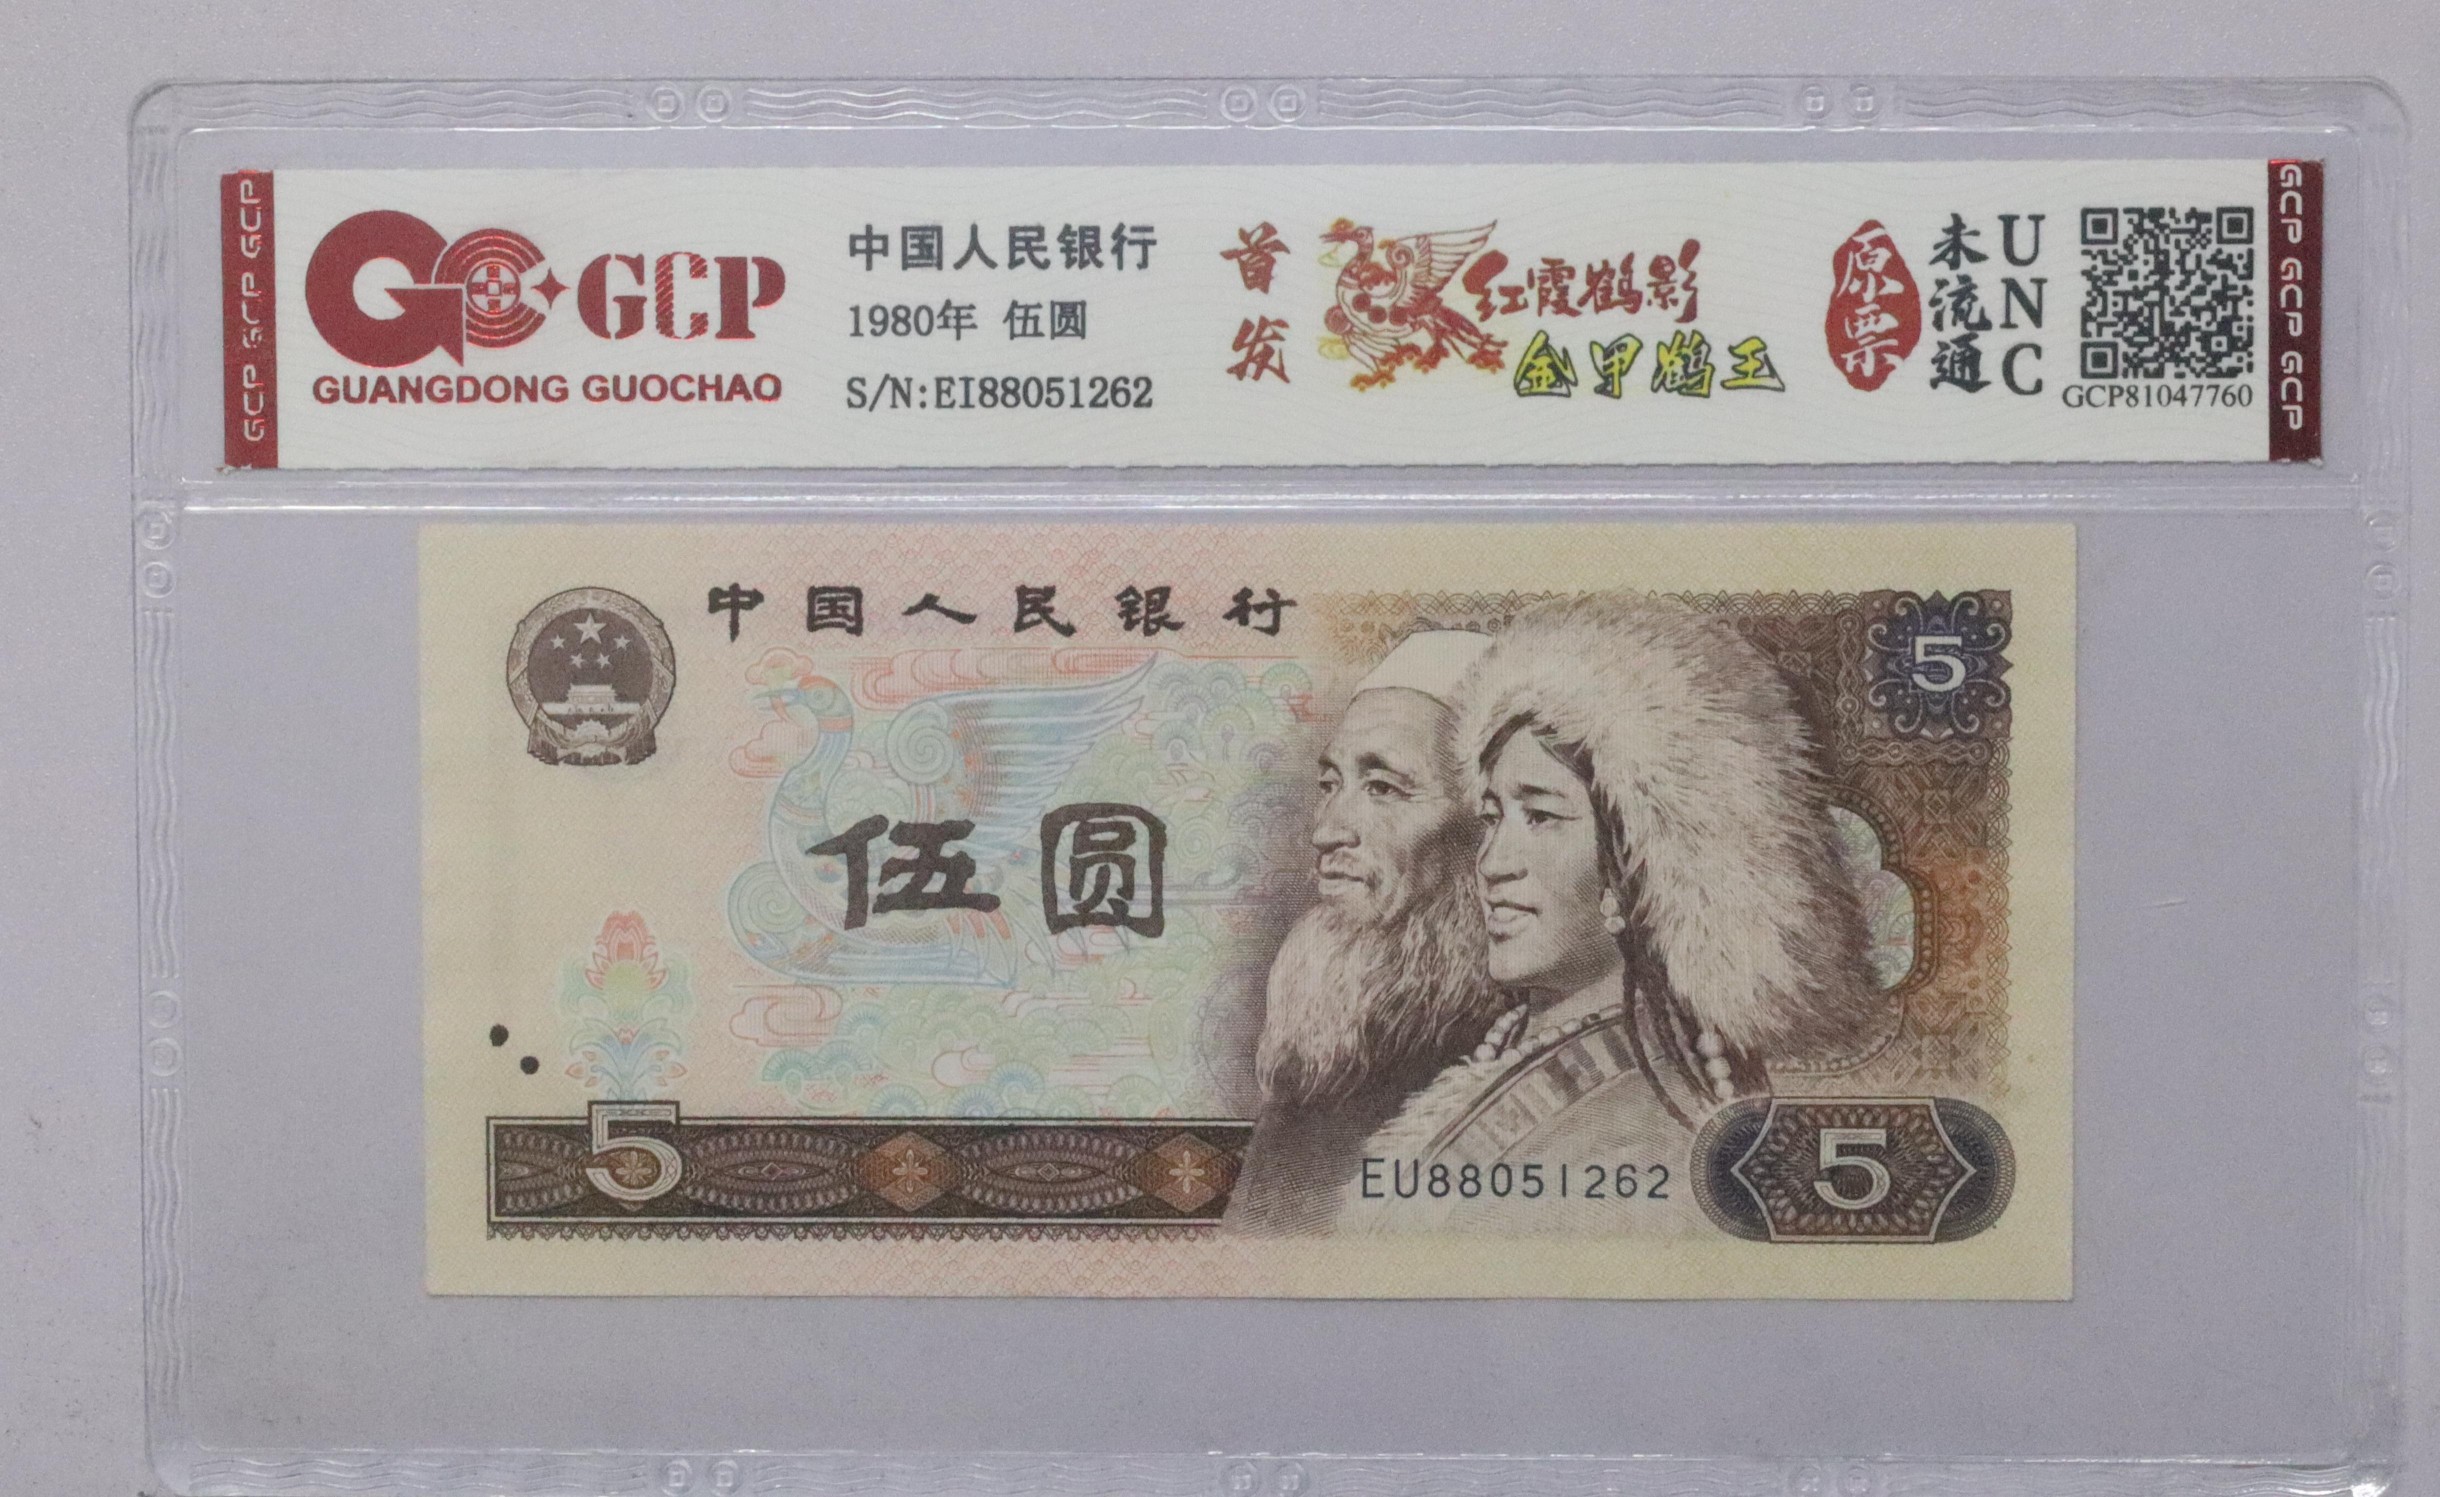 GCP GCP GCP
GCP
GUANGDONG GUOCHAO
中国人民银行
1980年 伍圆
S/N:EI88051262
首发
红霞鹤影
金甲鹤王
原票
未流通
UNC
GCP81047760
GCP GCP GCP
中国人民银行
5
伍圆
5
EU88051262
5